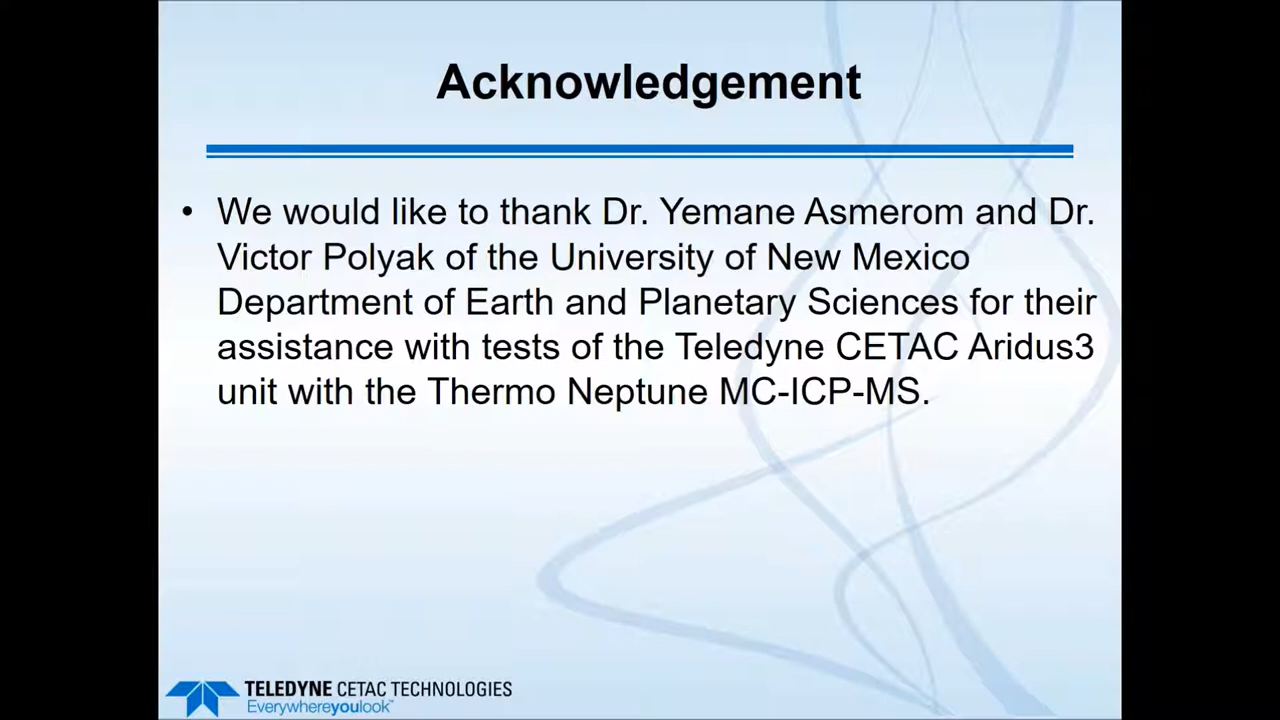 Acknowledgement
• We would like to thank Dr. Yemane Asmerom and Dr.
Victor Polyak of the University of New Mexico
Department of Earth and Planetary Sciences for their
assistance with tests of the Teledyne CETAC Aridus3
unit with the Thermo Neptune MC-ICP-MS.
TELEDYNE CETAC TECHNOLOGIES
Everywhereyoulook™